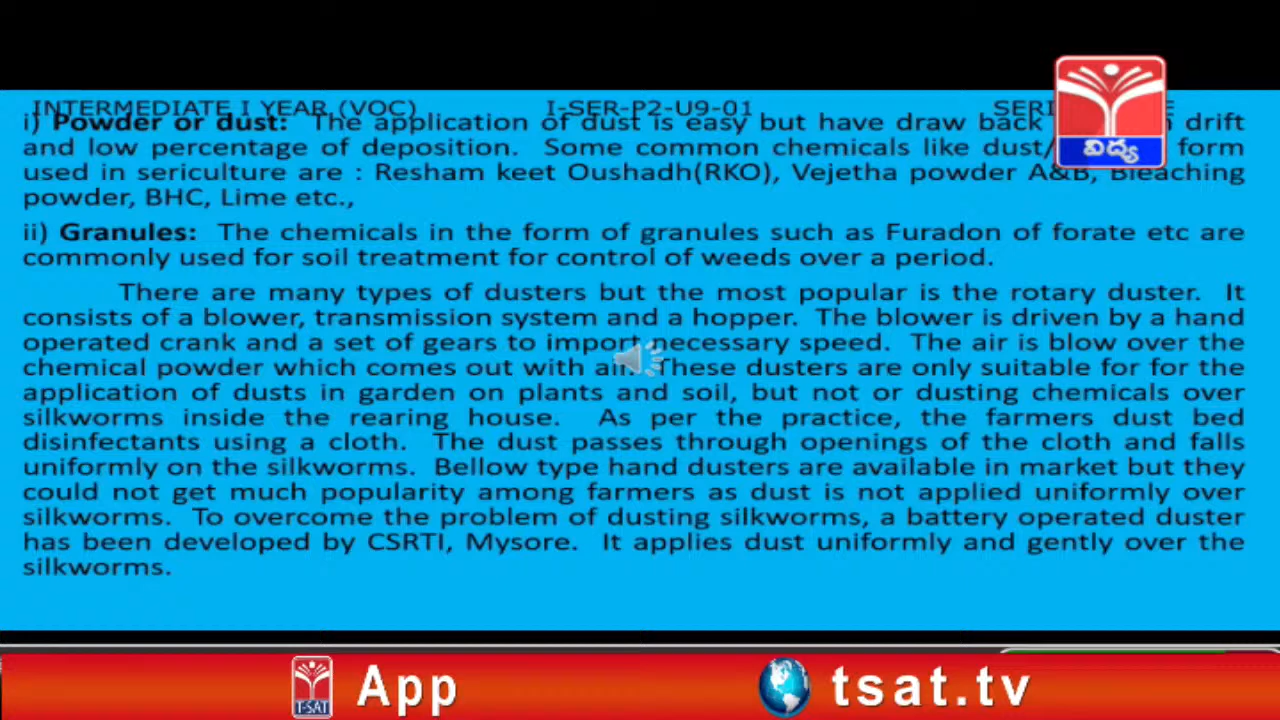 INTERMEDIATE I YEAR (VOC) I-SER-P2-U9-01 SERI
i) Powder or dust: The application of dust is easy but have draw back drift
విద్య
and low percentage of deposition. Some common chemicals like dust/ form
used in sericulture are : Resham keet Oushadh(RKO), Vejetha powder A&B, Bleaching
powder, BHC, Lime etc.,
ii) Granules: The chemicals in the form of granules such as Furadon of forate etc are
commonly used for soil treatment for control of weeds over a period.
There are many types of dusters but the most popular is the rotary duster. It
consists of a blower, transmission system and a hopper. The blower is driven by a hand
operated crank and a set of gears to import necessary speed. The air is blow over the
chemical powder which comes out with air. These dusters are only suitable for for the
application of dusts in garden on plants and soil, but not or dusting chemicals over
silkworms inside the rearing house. As per the practice, the farmers dust bed
disinfectants using a cloth. The dust passes through openings of the cloth and falls
uniformly on the silkworms. Bellow type hand dusters are available in market but they
could not get much popularity among farmers as dust is not applied uniformly over
silkworms. To overcome the problem of dusting silkworms, a battery operated duster
has been developed by CSRTI, Mysore. It applies dust uniformly and gently over the
silkworms.
T-SAT App tsat.tv